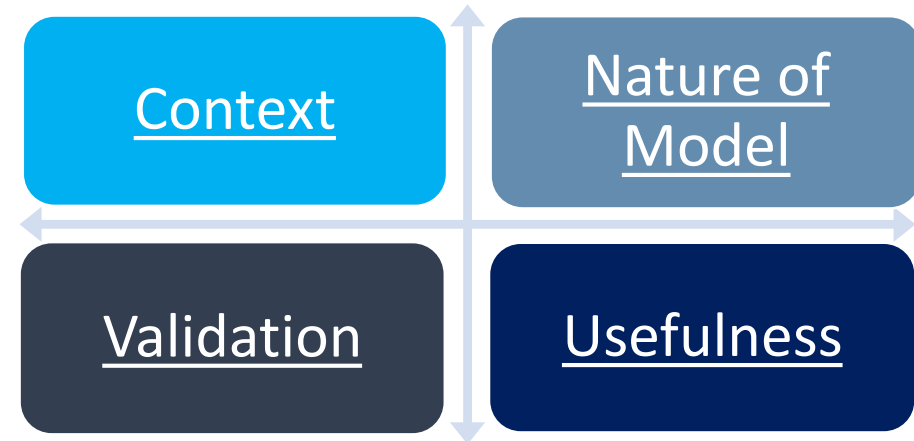 Context
Nature of
Model
Validation
Usefulness